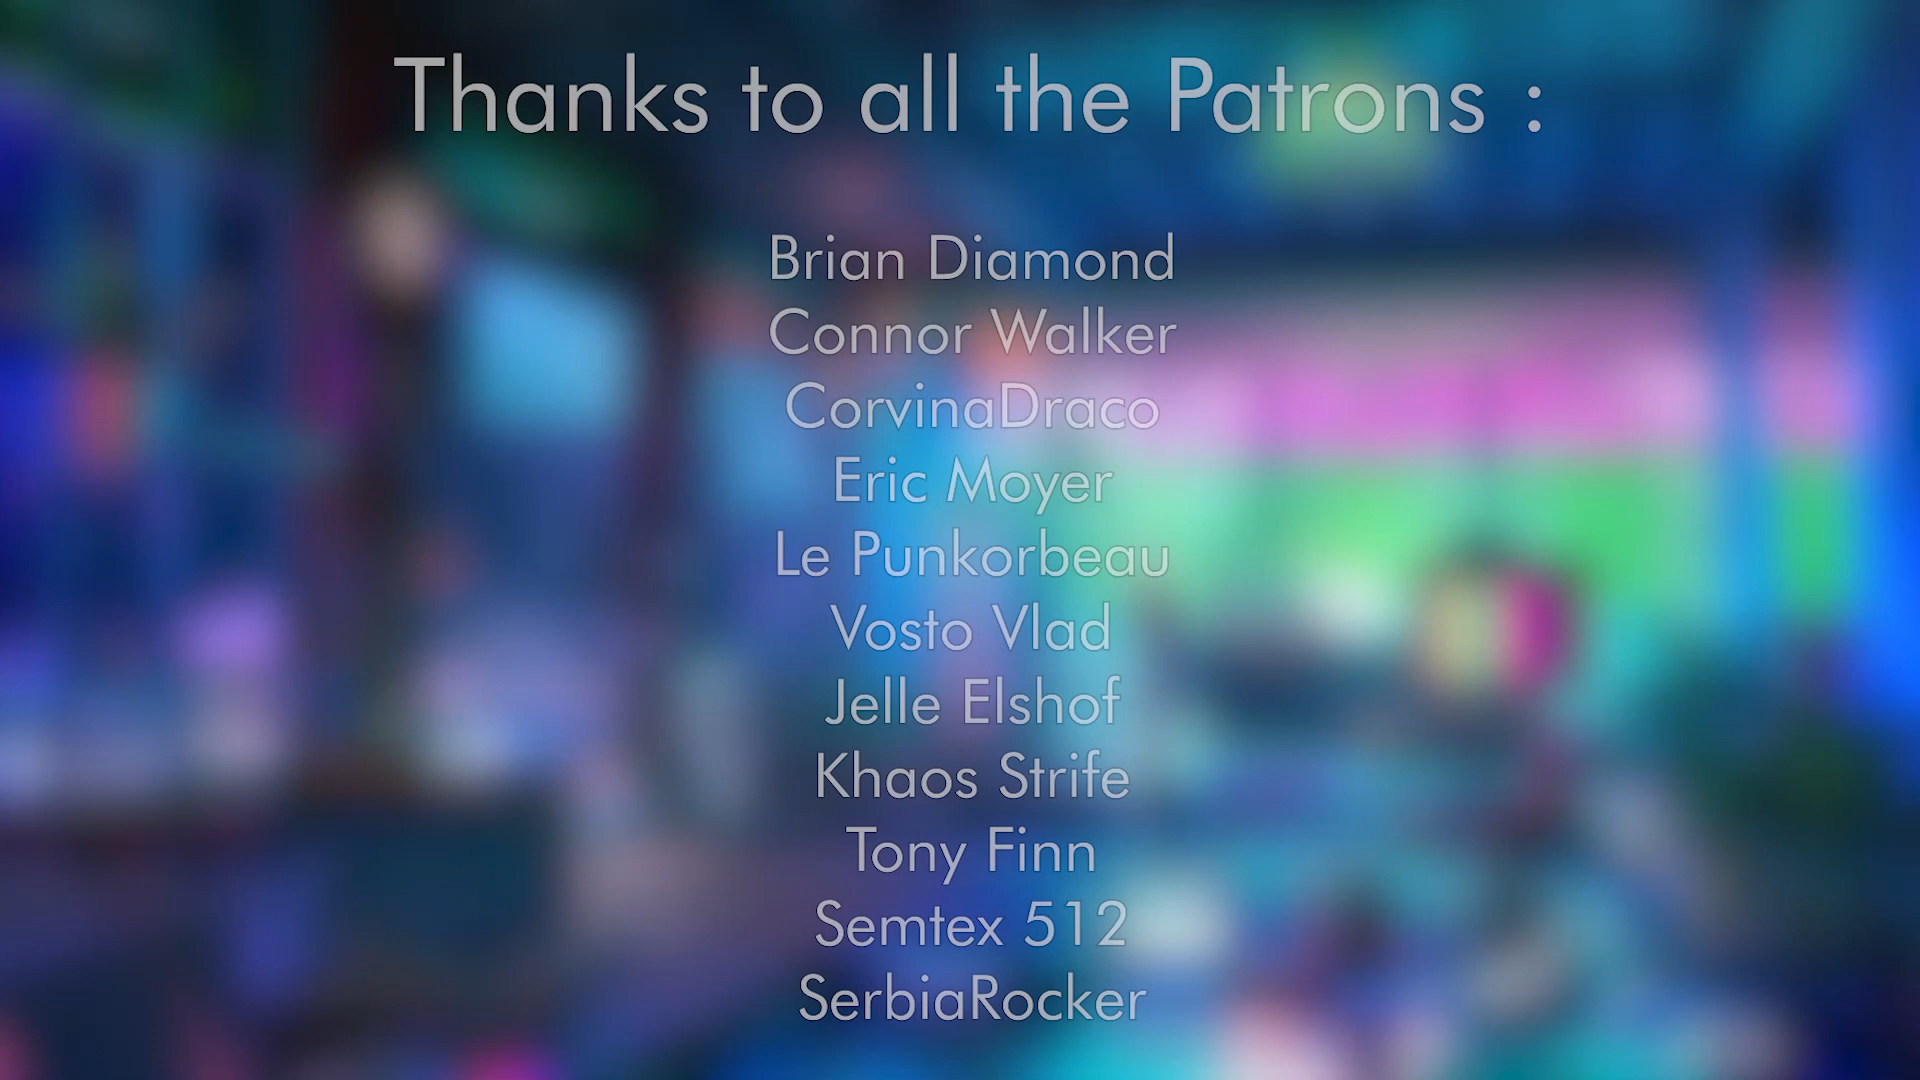 Thanks to all the Patrons :
Brian Diamond
Connor Walker
CorvinaDraco
Eric Moyer
Le Punkorbeau
Vosto Vlad
Jelle Elshof
Khaos Strife
Tony Finn
Semtex 512
SerbiaRocker